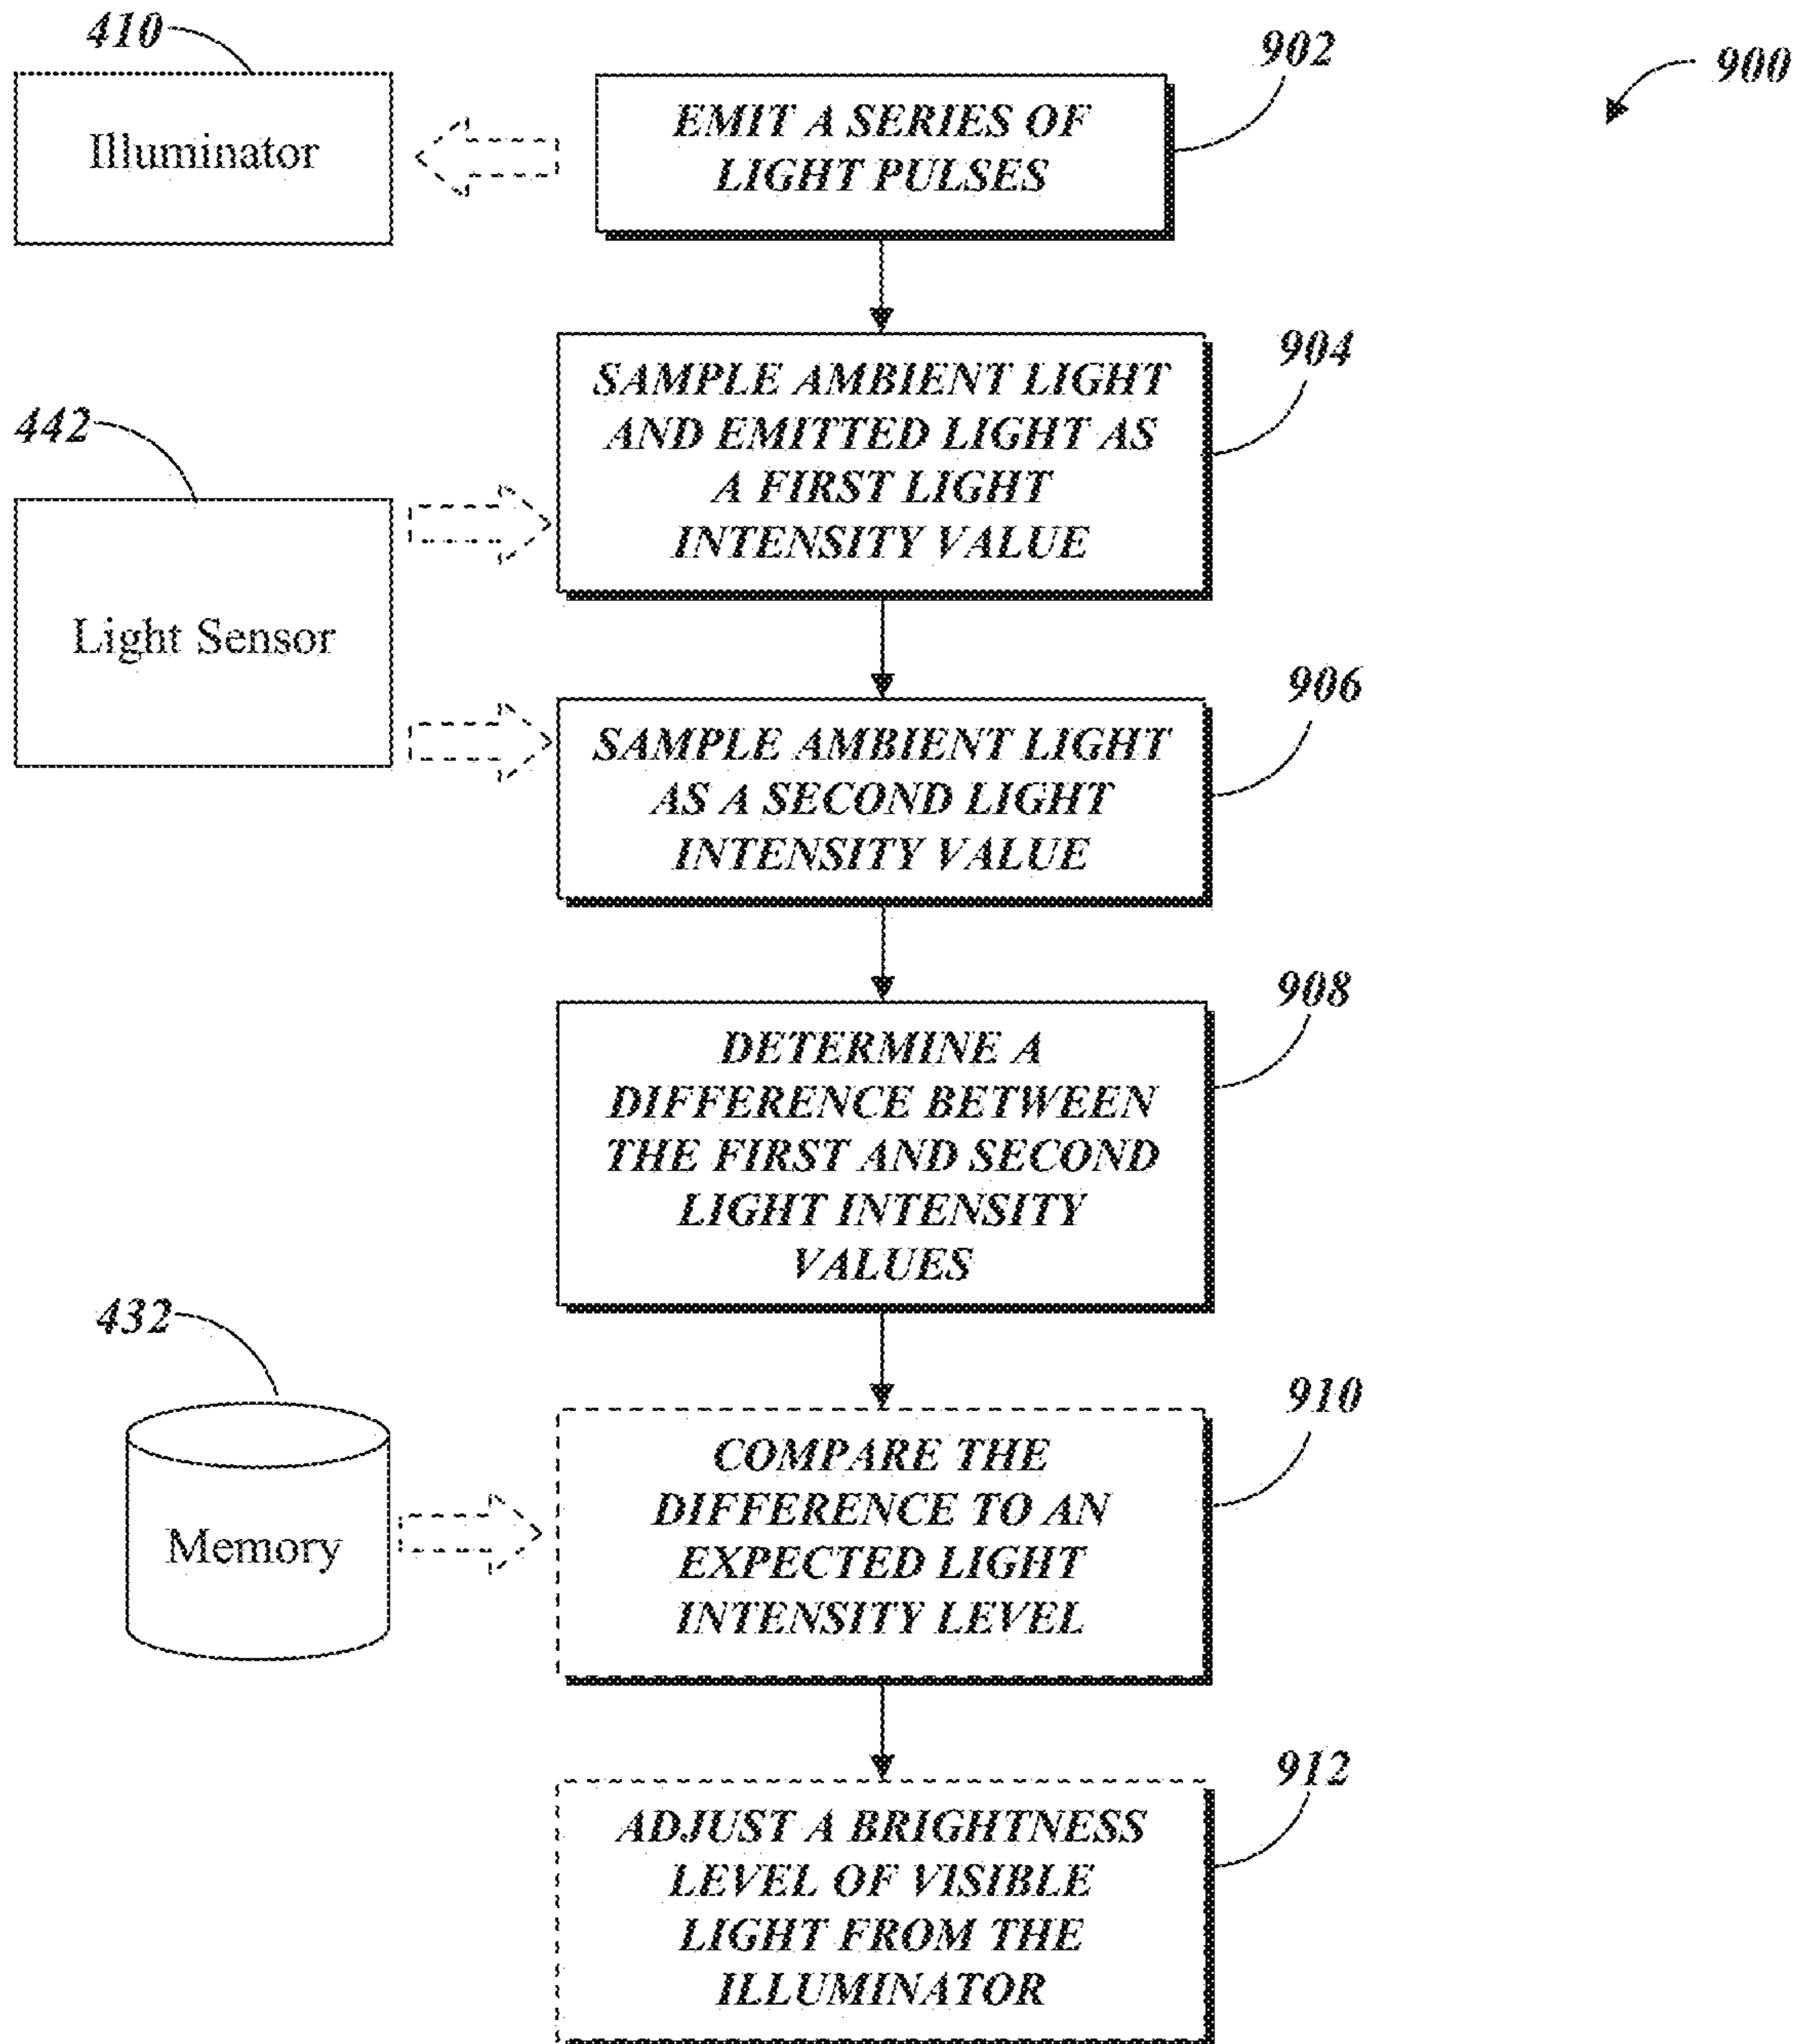 410
902
900
Illuminator
EMIT A SERIES OF
LIGHT PULSES
904
SAMPLE AMBIENT LIGHT
AND EMITTED LIGHT AS
A FIRST LIGHT
INTENSITY VALUE
442
Light Sensor
906
SAMPLE AMBIENT LIGHT
AS A SECOND LIGHT
INTENSITY VALUE
908
DETERMINE A
DIFFERENCE BETWEEN
THE FIRST AND SECOND
LIGHT INTENSITY
VALUES
432
Memory
910
COMPARE THE
DIFFERENCE TO AN
EXPECTED LIGHT
INTENSITY LEVEL
912
ADJUST A BRIGHTNESS
LEVEL OF VISIBLE
LIGHT FROM THE
ILLUMINATOR